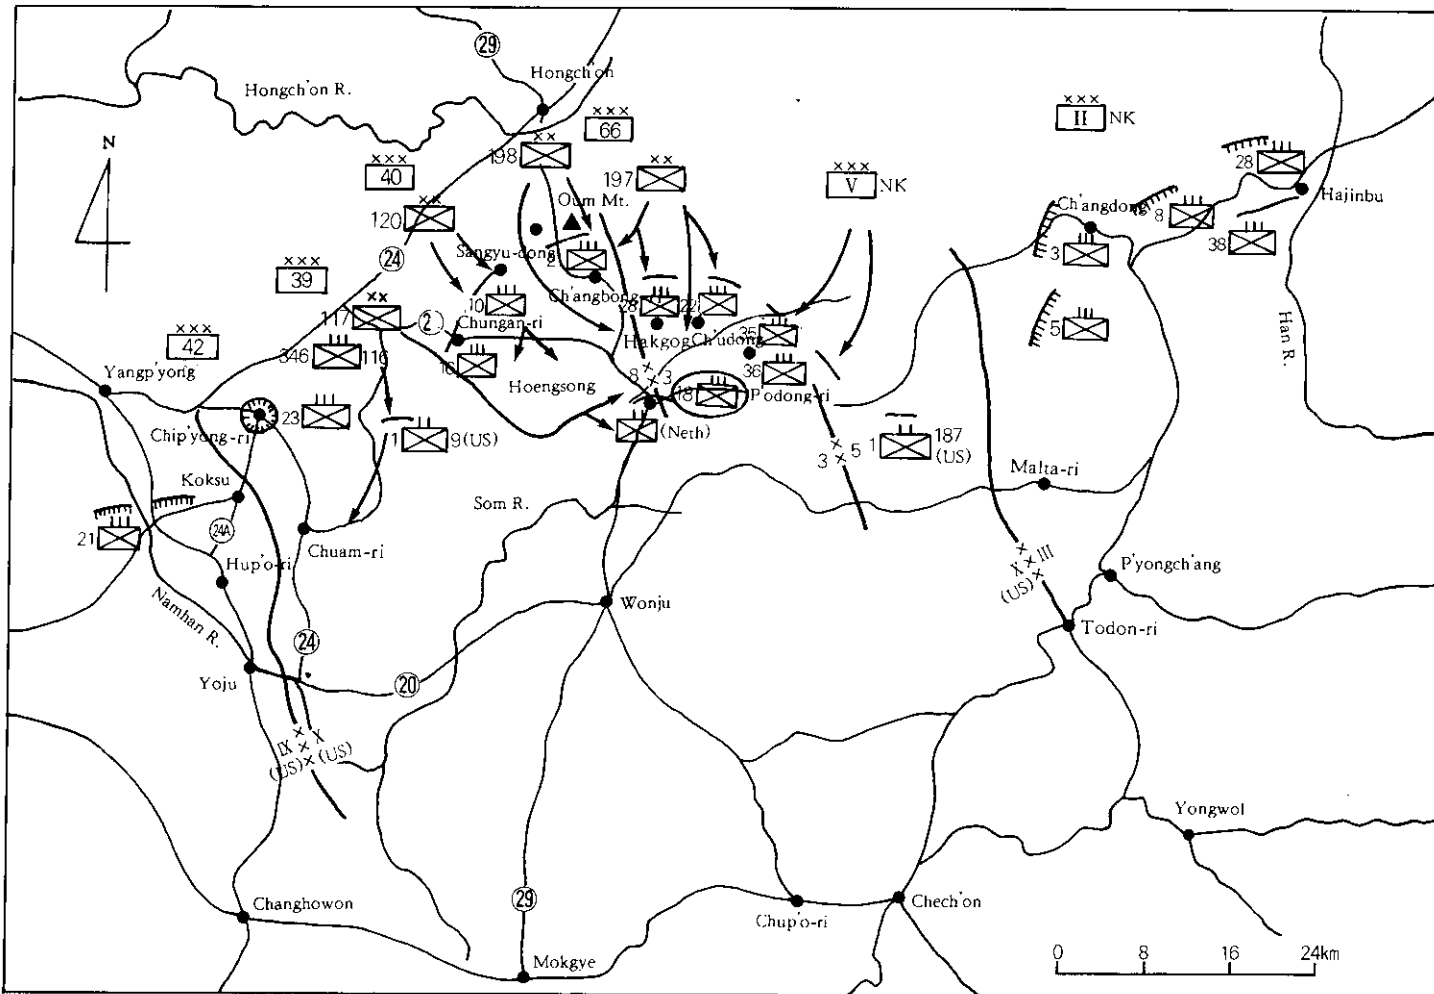 29
Hongch'on
Hongch'on R.
×××
66
×××
II
NK
N
××
198
×××
40
××
197
×××
V
NK
28
Hajinbu
××
120
Oum Mt.
Ch'angdong
8
38
24
Sangyu-dong
2
3
×××
39
10
Ch'angbong
28
22
××
117
2
Chungan-ri
Hakgog
Ch'udong
35
5
Han R.
×××
42
346
116
16
36
Yangp'yong
Hoengsong
8
×
×
3
18
P'odong-ri
23
Chip'yong-ri
1
9(US)
(Neth)
3
×
×
5
1
187
(US)
Malta-ri
Koksu
Som R.
21
24A
Chuam-ri
Hup'o-ri
X
×
×
×
III
(US)
P'yongch'ang
Namhan R.
Wonju
Todon-ri
24
Yoju
20
IX
×
×
×
X
(US)
(US)
Yongwol
Changhowon
29
Chup'o-ri
Chech'on
Mokgye
0
8
16
24km